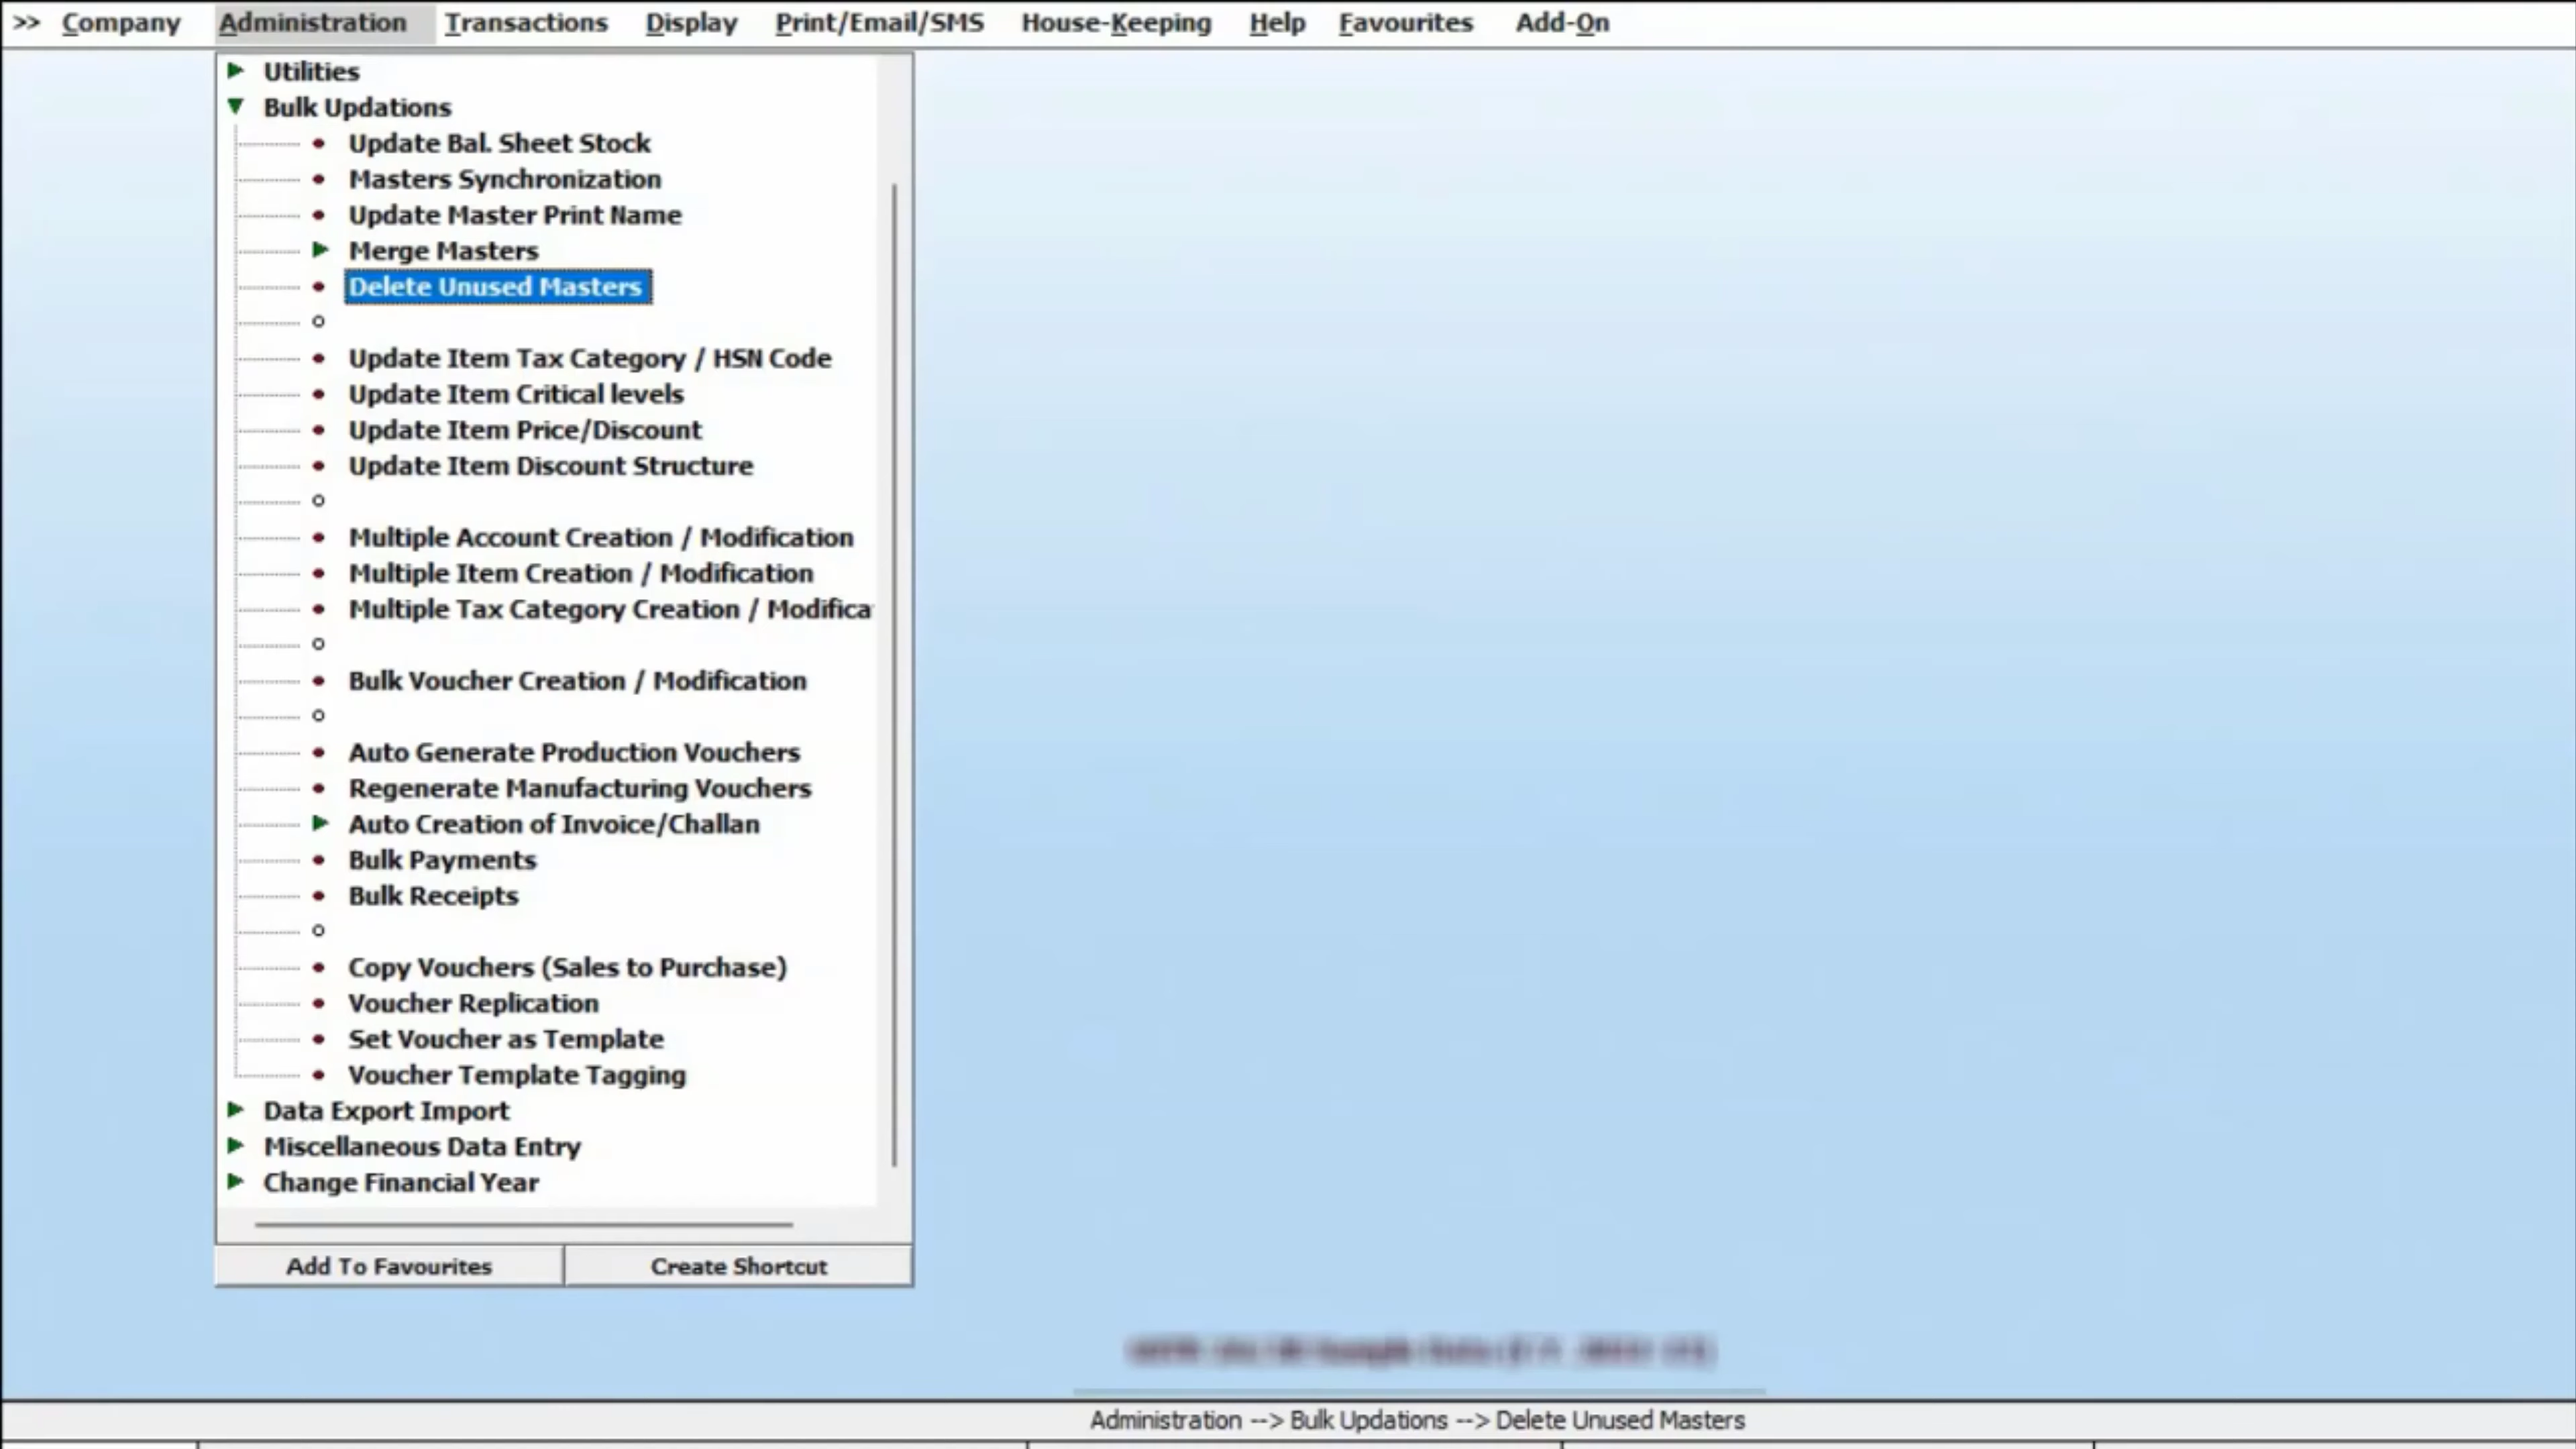 >> Company Administration Transactions Display Print/Email/SMS House-Keeping Help Favourites Add-On
Utilities
Bulk Updations
Update Bal. Sheet Stock
Masters Synchronization
Update Master Print Name
Merge Masters
Delete Unused Masters
Update Item Tax Category / HSN Code
Update Item Critical levels
Update Item Price/Discount
Update Item Discount Structure
Multiple Account Creation / Modification
Multiple Item Creation / Modification
Multiple Tax Category Creation / Modifica
Bulk Voucher Creation / Modification
Auto Generate Production Vouchers
Regenerate Manufacturing Vouchers
Auto Creation of Invoice/Challan
Bulk Payments
Bulk Receipts
Copy Vouchers (Sales to Purchase)
Voucher Replication
Set Voucher as Template
Voucher Template Tagging
Data Export Import
Miscellaneous Data Entry
Change Financial Year
Add To Favourites Create Shortcut
Administration --> Bulk Updations --> Delete Unused Masters